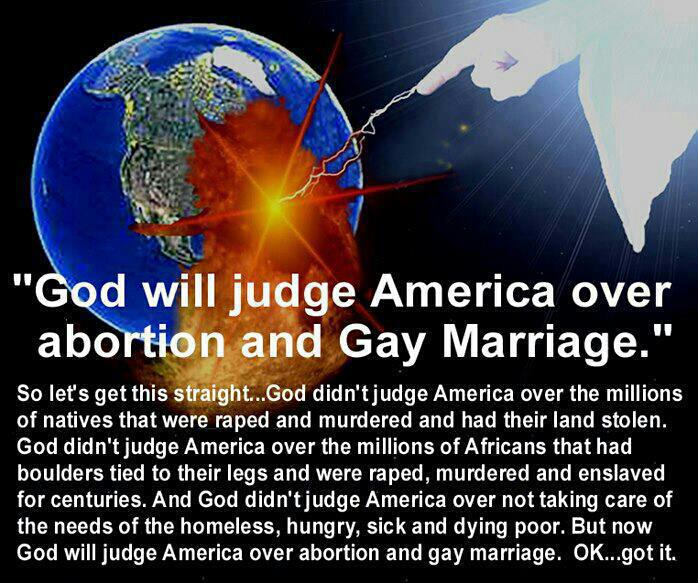 "God will judge America over
abortion and Gay Marriage."
So let's get this straight...God didn't judge America over the millions
of natives that were raped and murdered and had their land stolen.
God didn't judge America over the millions of Africans that had
boulders tied to their legs and were raped, murdered and enslaved
for centuries. And God didn't judge America over not taking care of
the needs of the homeless, hungry, sick and dying poor. But now
God will judge America over abortion and gay marriage.  OK...got it.